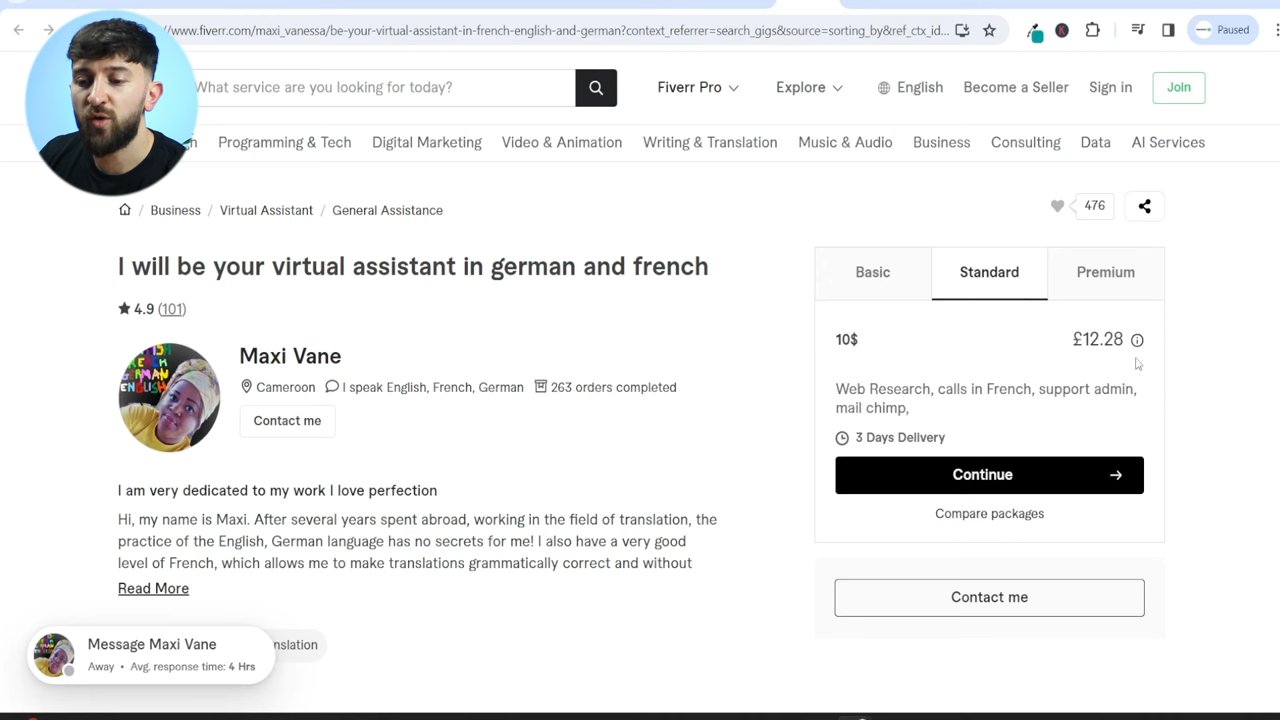 www.fiverr.com/maxi_vanessa/be-your-virtual-assistant-in-french-english-and-german?context_referrer=search_gigs&source=sorting_by&ref_ctx_id...
Paused
What service are you looking for today?
Fiverr Pro
Explore
English
Become a Seller
Sign in
Join
Programming & Tech
Digital Marketing
Video & Animation
Writing & Translation
Music & Audio
Business
Consulting
Data
AI Services
Business / Virtual Assistant / General Assistance
476
I will be your virtual assistant in german and french
4.9 (101)
Maxi Vane
Cameroon
I speak English, French, German
263 orders completed
Contact me
I am very dedicated to my work I love perfection
Hi, my name is Maxi. After several years spent abroad, working in the field of translation, the
practice of the English, German language has no secrets for me! I also have a very good
level of French, which allows me to make translations grammatically correct and without
Read More
nslation
Message Maxi Vane
Away • Avg. response time: 4 Hrs
Basic
Standard
Premium
10$
£12.28
Web Research, calls in French, support admin,
mail chimp,
3 Days Delivery
Continue
Compare packages
Contact me